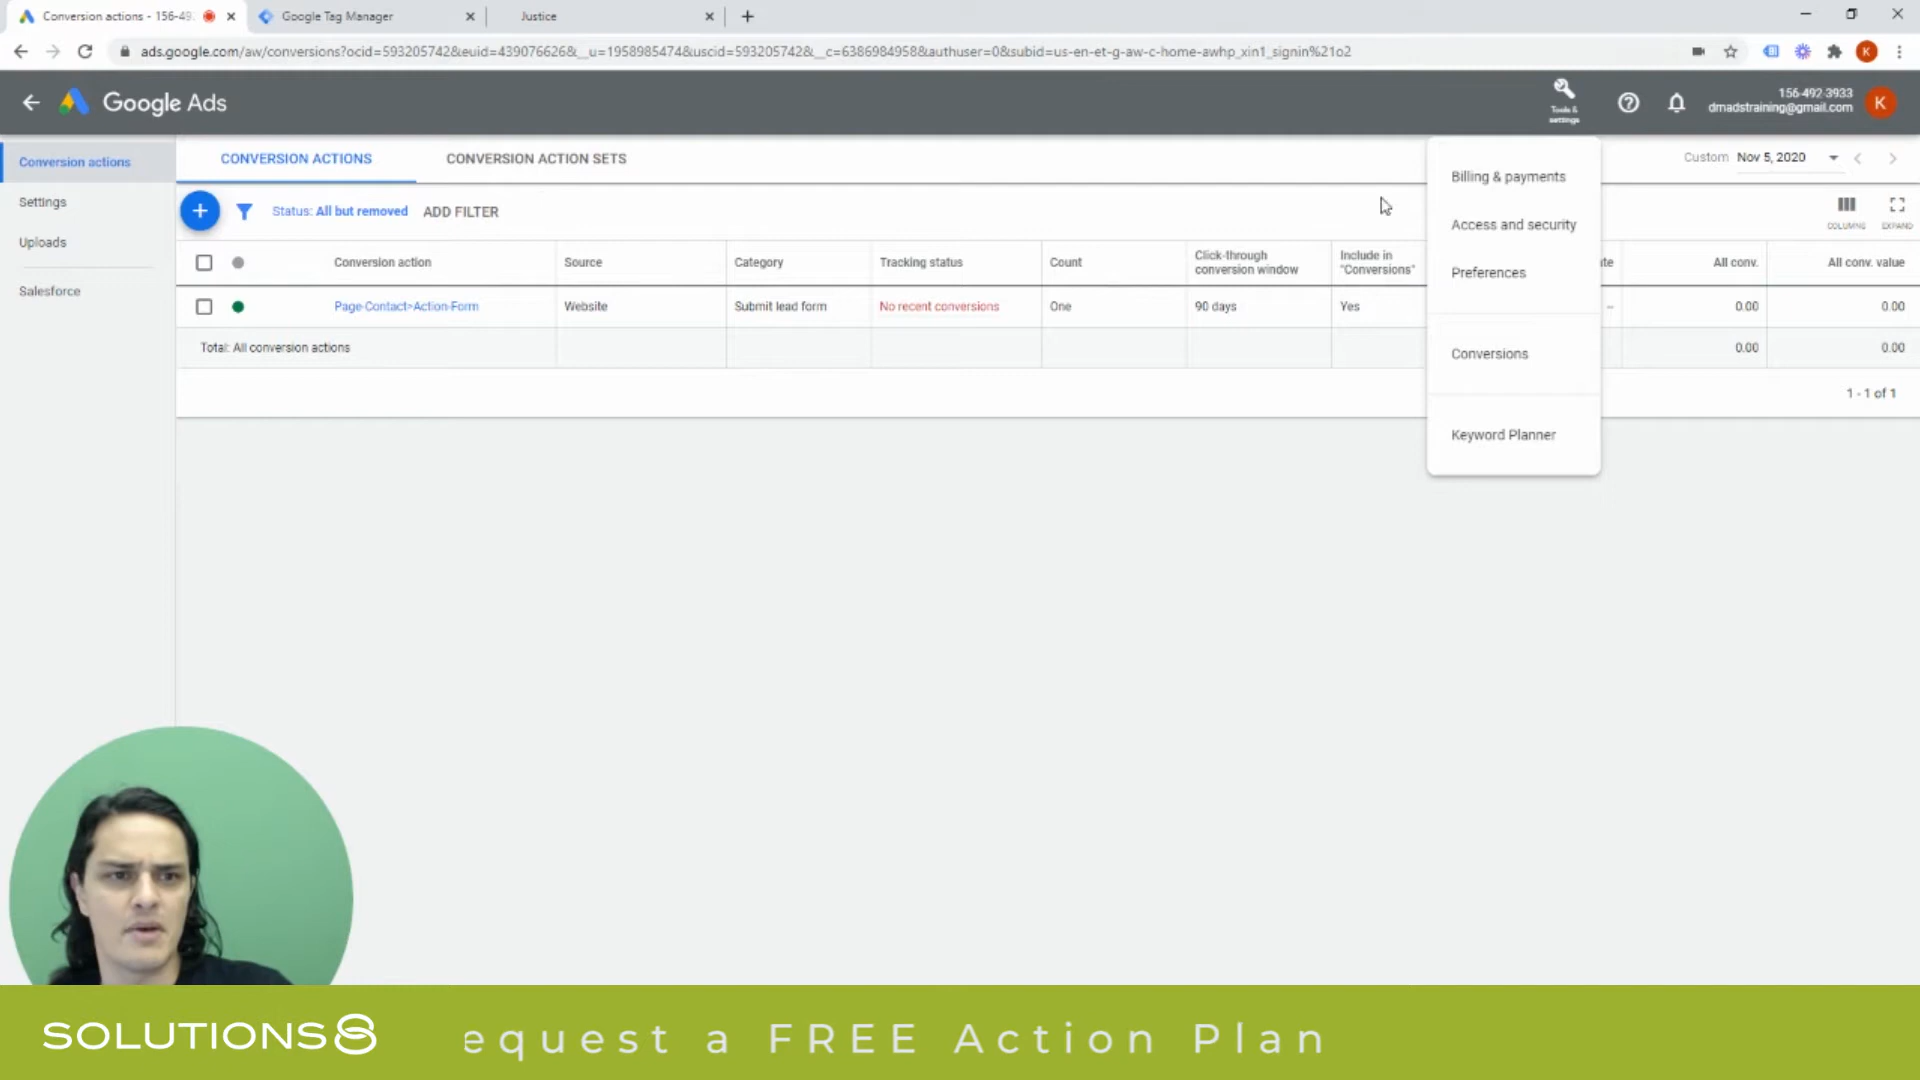 Conversion actions - 156-49
Google Tag Manager
Justice
ads.google.com/aw/conversions?ocid=593205742&euid=439076626&__u=1958985474&uscid=593205742&__c=6386984958&authuser=0&subid=us-en-et-g-aw-c-home-awhp_xin1_signin%21o2
K
Google Ads
Tools &
settings
156-492-3933
dmadstraining@gmail.com
K
Conversion actions
Settings
Uploads
Salesforce
CONVERSION ACTIONS
CONVERSION ACTION SETS
Custom
Nov 5, 2020
Status: All but removed
ADD FILTER
COLUMNS
EXPAND
Conversion action
Source
Category
Tracking status
Count
Click-through
conversion window
Include in
"Conversions"
te
All conv.
All conv. value
Page-Contact>Action-Form
Website
Submit lead form
No recent conversions
One
90 days
Yes
–
0.00
0.00
Total: All conversion actions
0.00
0.00
1 - 1 of 1
Billing & payments
Access and security
Preferences
Conversions
Keyword Planner
SOLUTIONS8
equest a FREE Action Plan